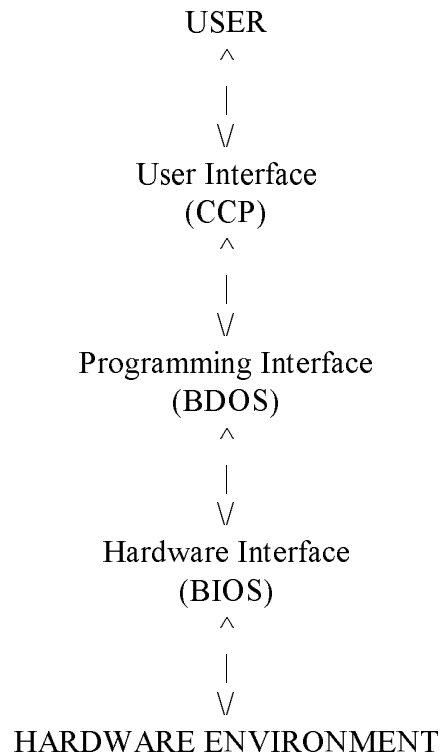 USER
^
|
\/
User Interface
(CCP)
^
|
\/
Programming Interface
(BDOS)
^
|
\/
Hardware Interface
(BIOS)
^
|
\/
HARDWARE ENVIRONMENT